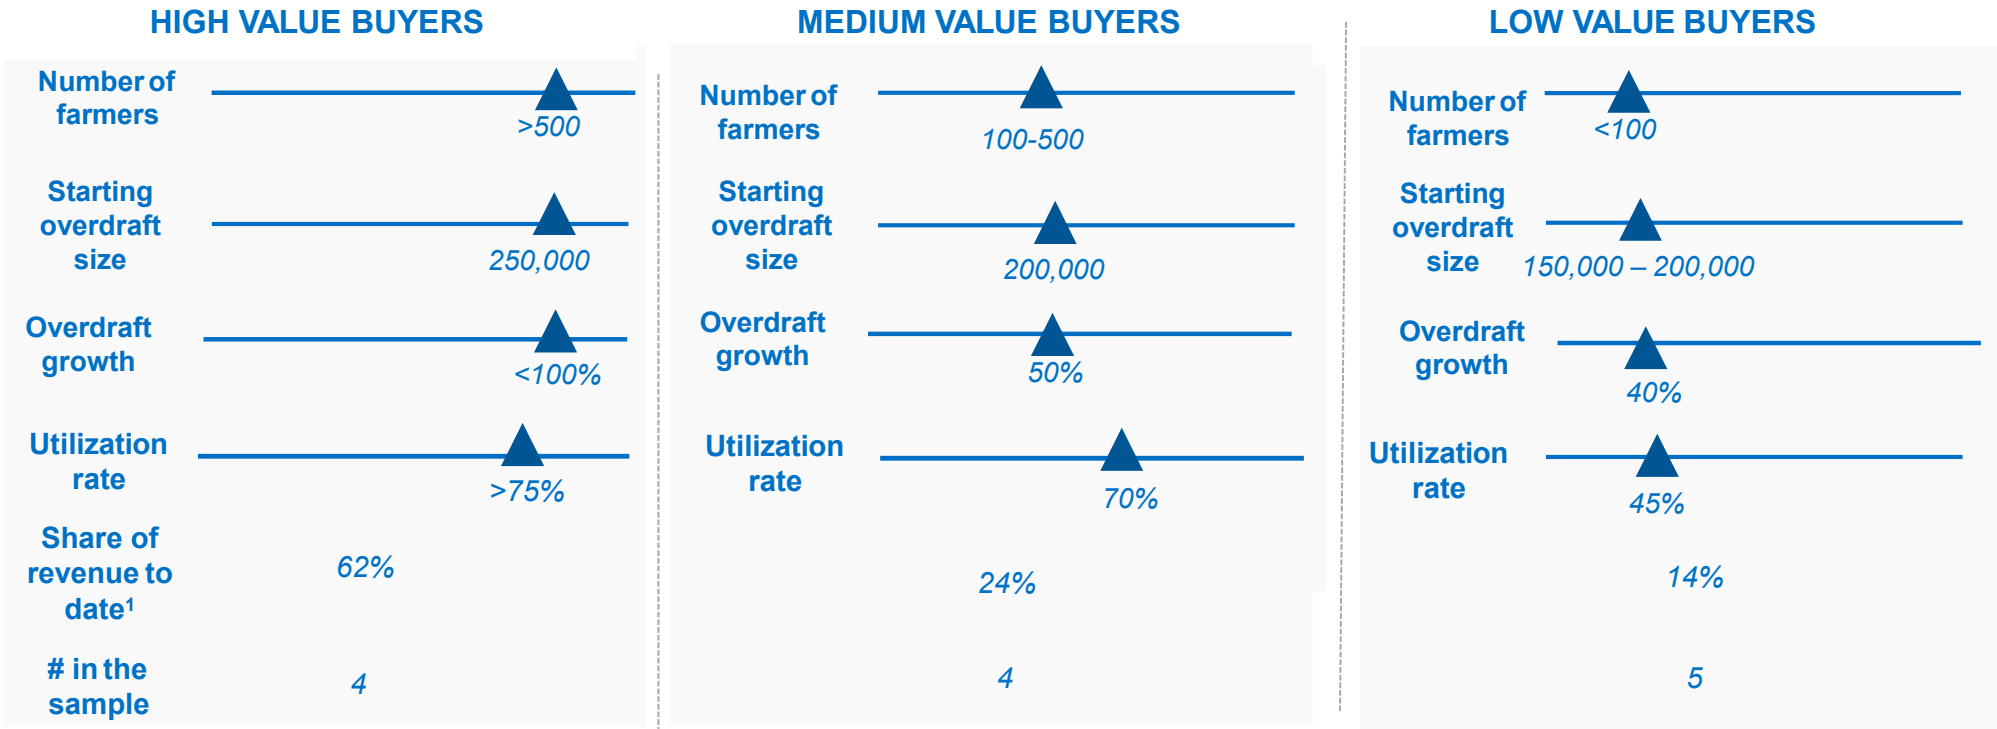 HIGH VALUE BUYERS
Number of
farmers
>500
Starting
overdraft
size
250,000
Overdraft
growth
<100%
Utilization
rate
>75%
Share of
revenue to
date¹
62%
# in the
sample
4
MEDIUM VALUE BUYERS
Number of
farmers
100-500
Starting
overdraft
size
200,000
Overdraft
growth
50%
Utilization
rate
70%
24%
4
LOW VALUE BUYERS
Number of
farmers
<100
Starting
overdraft
size
150,000 – 200,000
Overdraft
growth
40%
Utilization
rate
45%
14%
5